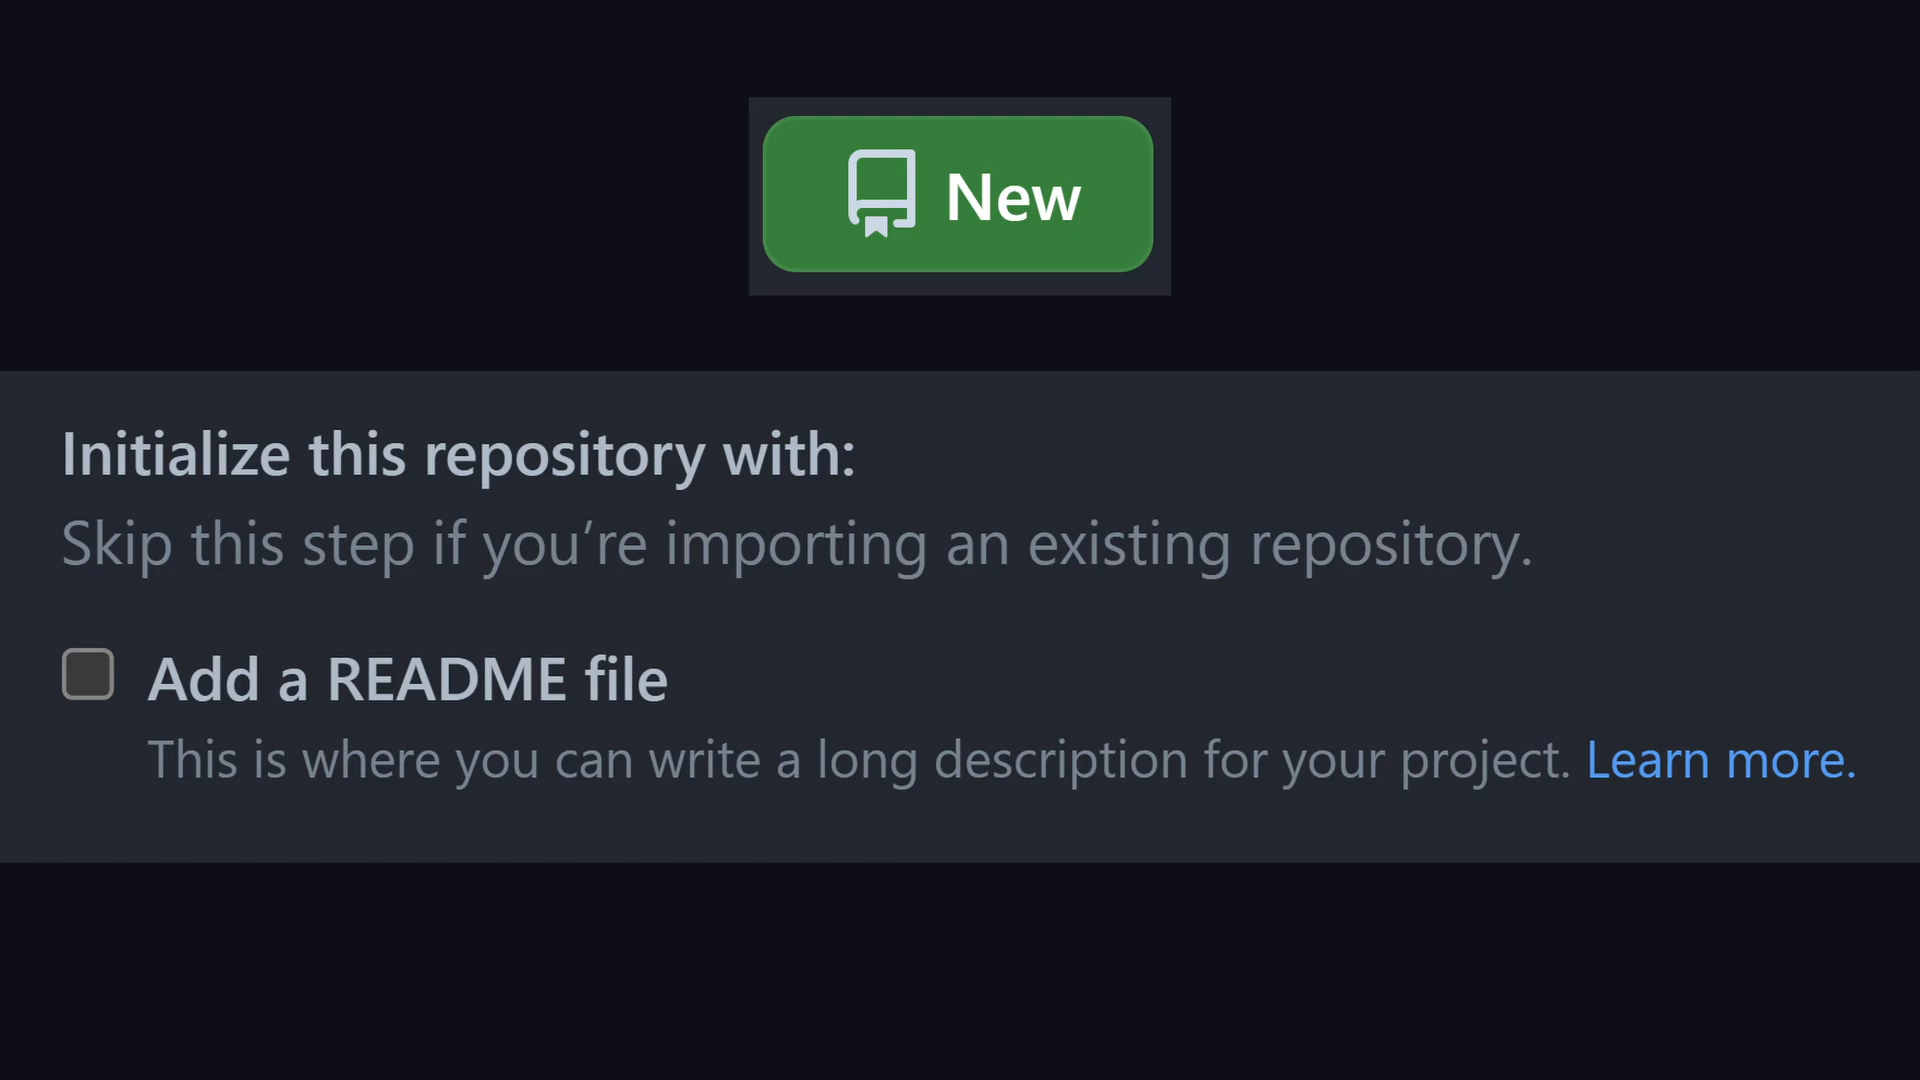 New
Initialize this repository with:
Skip this step if you’re importing an existing repository.
Add a README file
This is where you can write a long description for your project. Learn more.